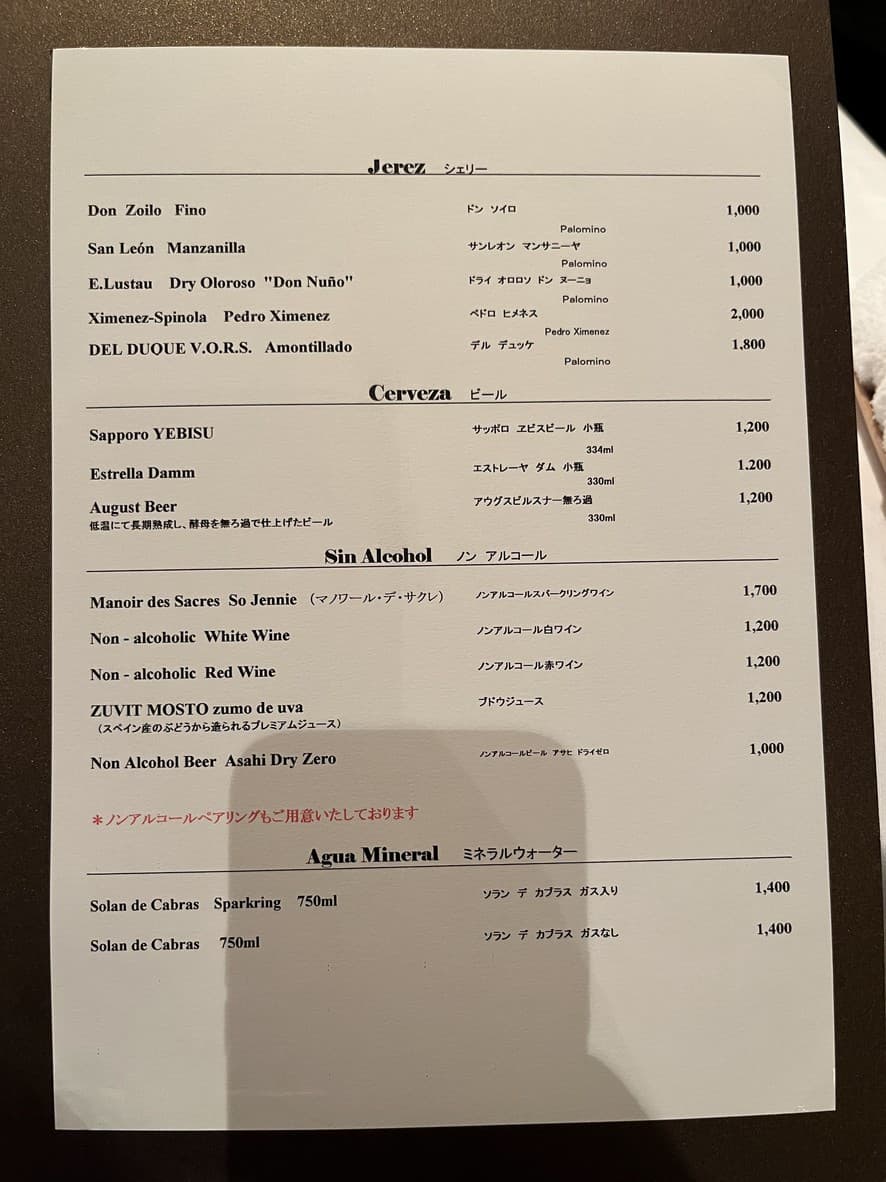 Jerez シェリー
Don Zoilo Fino ドン ソイロ 1,000
Palomino
San León Manzanilla サンレオン マンサニーヤ 1,000
Palomino
E.Lustau Dry Oloroso "Don Nuño" ドライ オロロソ ドン ヌーニョ 1,000
Palomino
Ximenez-Spinola Pedro Ximenez ペドロ ヒメネス 2,000
Pedro Ximenez
DEL DUQUE V.O.R.S. Amontillado デル デュッケ 1,800
Palomino
Cerveza ビール
Sapporo YEBISU サッポロ ヱビスビール 小瓶 1,200
334ml
Estrella Damm エストレーヤ ダム 小瓶 1.200
330ml
August Beer アウグスビルスナー無ろ過 1,200
低温にて長期熟成し、酵母を無ろ過で仕上げたビール 330ml
Sin Alcohol ノン アルコール
Manoir des Sacres So Jennie （マノワール・デ・サクレ） ノンアルコールスパークリングワイン 1,700
Non - alcoholic White Wine ノンアルコール白ワイン 1,200
Non - alcoholic Red Wine ノンアルコール赤ワイン 1,200
ZUVIT MOSTO zumo de uva ブドウジュース 1,200
（スペイン産のぶどうから造られるプレミアムジュース）
Non Alcohol Beer Asahi Dry Zero ノンアルコールビール アサヒ ドライゼロ 1,000
＊ノンアルコールペアリングもご用意いたしております
Agua Mineral ミネラルウォーター
Solan de Cabras Sparkring 750ml ソラン デ カブラス ガス入り 1,400
Solan de Cabras 750ml ソラン デ カブラス ガスなし 1,400